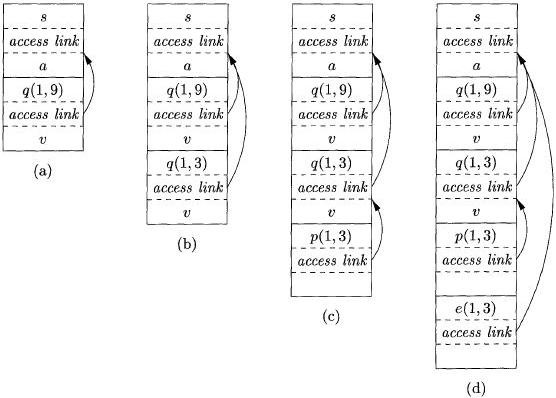 s
access link
a
q(1,9)
access link
v
(a)
s
access link
a
q(1,9)
access link
v
q(1,3)
access link
v
(b)
s
access link
a
q(1,9)
access link
v
q(1,3)
access link
v
p(1,3)
access link
(c)
s
access link
a
q(1,9)
access link
v
q(1,3)
access link
v
p(1,3)
access link
e(1,3)
access link
(d)